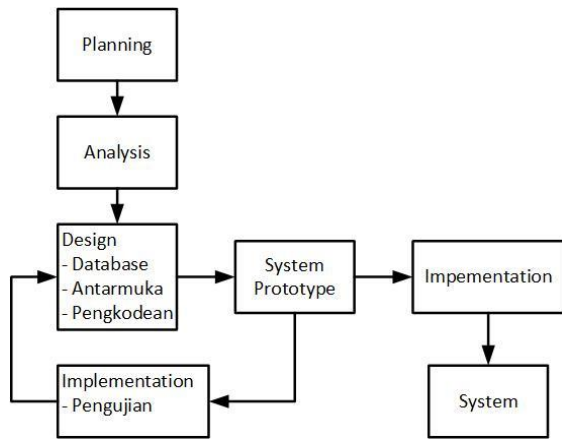 Planning
Analysis
Design
- Database
- Antarmuka
- Pengkodean
System
Prototype
Impementation
Implementation
- Pengujian
System